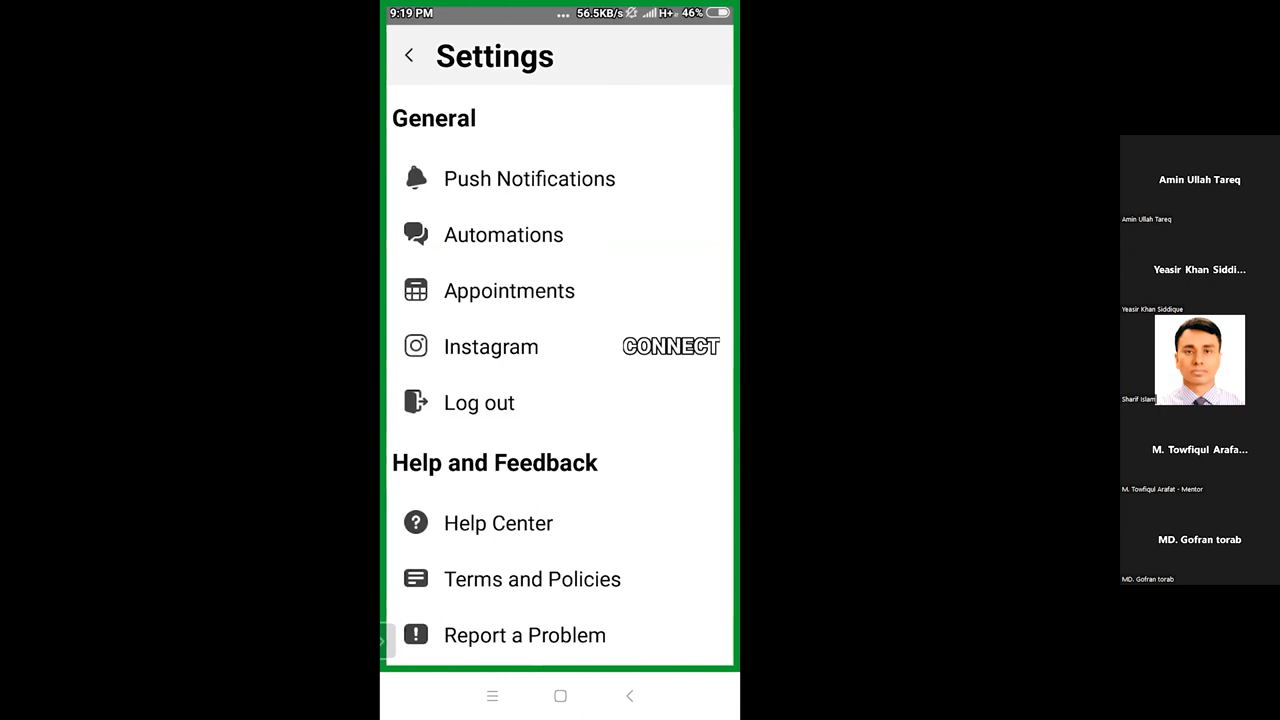 9:19 PM
... 56.5KB/s H+ 46%
Settings
General
Push Notifications
Automations
Appointments
Instagram CONNECT
Log out
Help and Feedback
Help Center
Terms and Policies
Report a Problem
Amin Ullah Tareq
Amin Ullah Tareq
Yeasir Khan Siddi...
Yeasir Khan Siddique
Sharif Islam
M. Towfiqul Arafa...
M. Towfiqul Arafat - Mentor
MD. Gofran torab
MD. Gofran torab